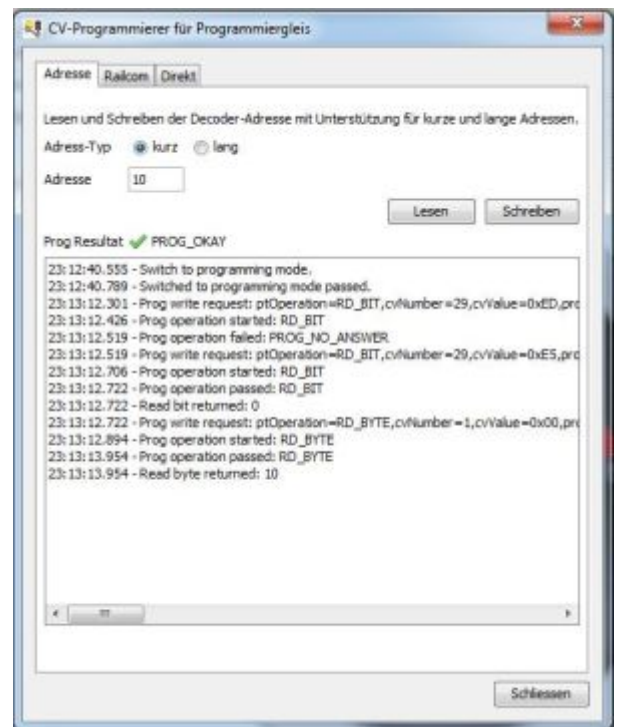 CV-Programmierer für Programmiergleis
Adresse Railcom Direkt
Lesen und Schreiben der Decoder-Adresse mit Unterstützung für kurze und lange Adressen.
Adress-Typ kurz lang
Adresse 10
Lesen Schreiben
Prog Resultat PROG_OKAY
23:12:40.555 - Switch to programming mode.
23:12:40.789 - Switched to programming mode passed.
23:13:12.301 - Prog write request: ptOperation=RD_BIT,cvNumber=29,cvValue=0xED,pro
23:13:12.426 - Prog operation started: RD_BIT
23:13:12.519 - Prog operation failed: PROG_NO_ANSWER
23:13:12.519 - Prog write request: ptOperation=RD_BIT,cvNumber=29,cvValue=0xE5,pro
23:13:12.706 - Prog operation started: RD_BIT
23:13:12.722 - Prog operation passed: RD_BIT
23:13:12.722 - Read bit returned: 0
23:13:12.722 - Prog write request: ptOperation=RD_BYTE,cvNumber=1,cvValue=0x00,pro
23:13:12.894 - Prog operation started: RD_BYTE
23:13:13.954 - Prog operation passed: RD_BYTE
23:13:13.954 - Read byte returned: 10
Schliessen